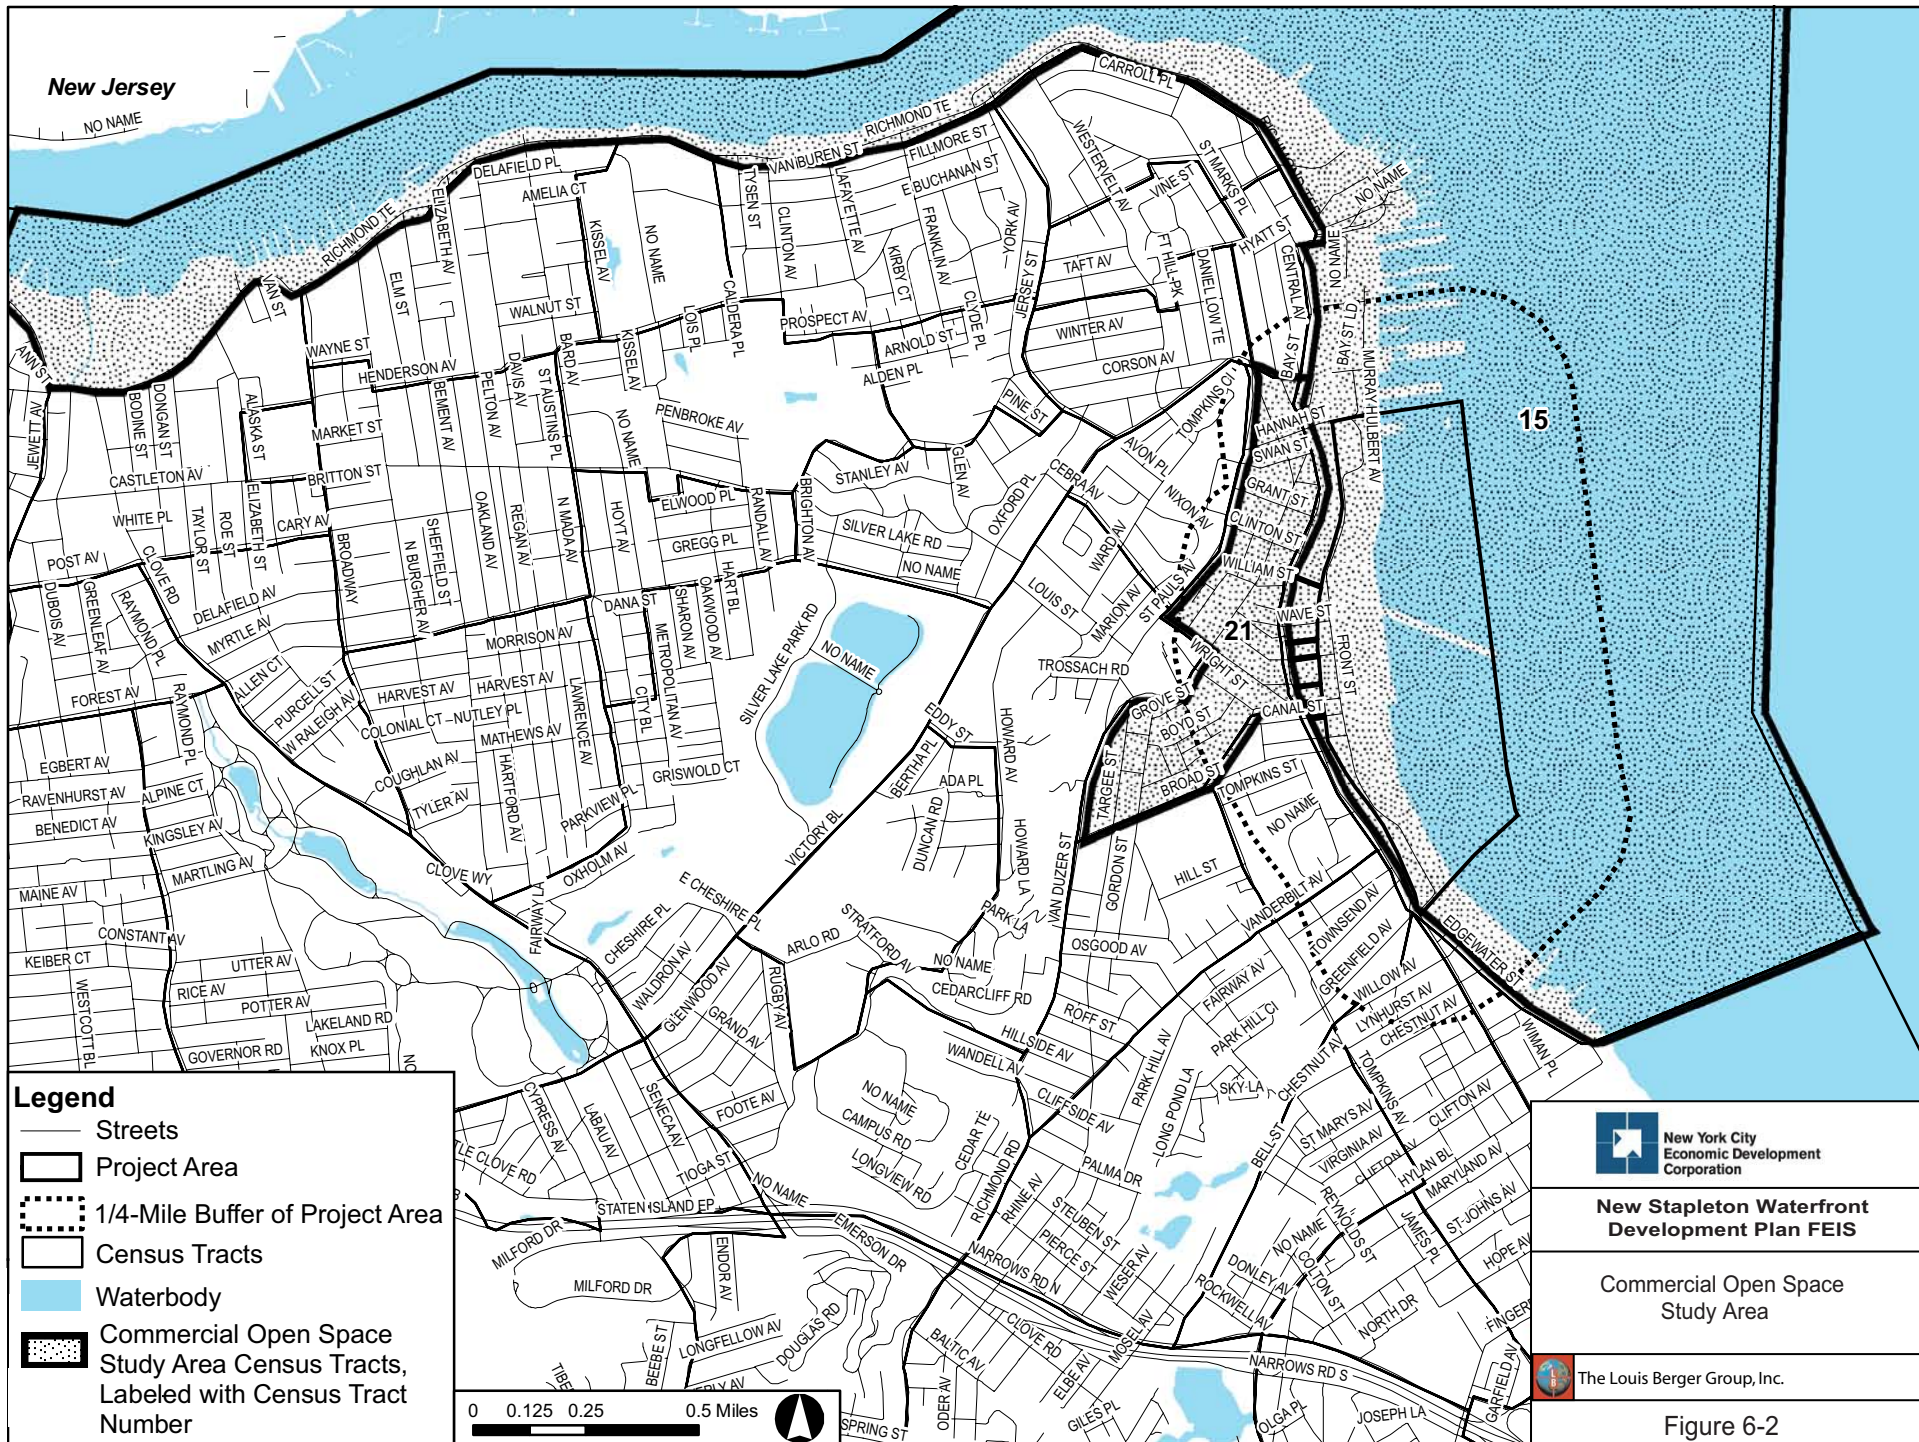 New Jersey
NO NAME
CARROLL PL
RICHMOND TE
VAN BUREN ST
FILLMORE ST
E BUCHANAN ST
WESTERVELT AV
ST MARKS PL
VINE ST
NO NAME
DELAFIELD PL
AMELIA CT
TYSEN ST
CLINTON AV
LAFAYETTE AV
FRANKLIN AV
KIRBY CT
YORK AV
JERSEY ST
RICHMOND TE
ELIZABETH AV
KISSEL AV
NO NAME
HYATT ST
CENTRAL AV
NO NAME
FT HILL PK
DANIEL LOW TE
TAFT AV
VAN ST
ELM ST
WALNUT ST
BARD AV
KISSEL AV
LOIS PL
CALDERA PL
PROSPECT AV
ARNOLD ST
CLYDE PL
WINTER AV
BAY ST
BAY ST LD
MURRAY HULBERT AV
ANN ST
WAYNE ST
HENDERSON AV
DAVIS AV
ST AUSTINS PL
ALDEN PL
CORSON AV
TOMPKINS CI
15
JEWETT AV
BODINE ST
DONGAN ST
ALASKA ST
MARKET ST
BEMENT AV
PELTON AV
NO NAME
PENBROKE AV
PINE ST
HANNAH ST
SWAN ST
AVON PL
CASTLETON AV
BRITTON ST
STANLEY AV
GLEN AV
CEBRA AV
NIXON AV
GRANT ST
CLINTON ST
WHITE PL
TAYLOR ST
ROE ST
ELIZABETH ST
CARY AV
BROADWAY
N BURGHER AV
SHEFFIELD ST
OAKLAND AV
REGAN AV
N MADA AV
HOYT AV
ELWOOD PL
RANDALL AV
BRIGHTON AV
GREGG PL
SILVER LAKE RD
NO NAME
OXFORD PL
WARD AV
POST AV
CLOVE RD
DUBOIS AV
GREENLEAF AV
RAYMOND PL
DELAFIELD AV
MYRTLE AV
DANA ST
SHARON AV
OAKWOOD AV
HART BL
LOUIS ST
MARION AV
ST PAULS AV
WILLIAM ST
WAVE ST
21
WRIGHT ST
FRONT ST
MORRISON AV
METROPOLITAN AV
SILVER LAKE PARK RD
NO NAME
TROSSACH RD
ALLEN CT
FOREST AV
RAYMOND PL
PURCELL ST
W RALEIGH AV
HARVEST AV
HARVEST AV
LAWRENCE AV
CITY BL
COLONIAL CT
NUTLEY PL
MATHEWS AV
EDDY ST
HOWARD AV
GROVE ST
BOYD ST
CANAL ST
EGBERT AV
COUGHLAN AV
HARTFORD AV
GRISWOLD CT
BERTHA PL
ADA PL
TARGEE ST
BROAD ST
TOMPKINS ST
RAVENHURST AV
ALPINE CT
TYLER AV
PARKVIEW PL
VICTORY BL
DUNCAN RD
NO NAME
BENEDICT AV
KINGSLEY AV
MARTLING AV
CLOVE WY
OXHOLM AV
HOWARD LA
VAN DUZER ST
GORDON ST
HILL ST
VANDERBILT AV
MAINE AV
FAIRWAY LA
E CHESHIRE PL
CHESHIRE PL
STRATFORD AV
PARK LA
TOWNSEND AV
GREENFIELD AV
EDGEWATER ST
CONSTANT AV
KEIBER CT
UTTER AV
WALDRON AV
GLENWOOD AV
ARLO RD
RUGBY AV
NO NAME
OSGOOD AV
FAIRWAY AV
WILLOW AV
WESTCOTT BL
RICE AV
POTTER AV
GRAND AV
CEDARCLIFF RD
ROFF ST
PARK HILL CI
LYNHURST AV
CHESTNUT AV
LAKELAND RD
GOVERNOR RD
KNOX PL
HILLSIDE AV
WANDELL AV
PARK HILL AV
CHESTNUT AV
TOMPKINS AV
WIMAN PL
CYPRESS AV
LABAU AV
SENECA AV
FOOTE AV
NO NAME
CAMPUS RD
CEDAR TE
CLIFFSIDE AV
LONG POND LA
SKY LA
ST MARYS AV
CLIFTON AV
TLE CLOVE RD
TIOGA ST
LONGVIEW RD
RICHMOND RD
PALMA DR
BELL ST
VIRGINIA AV
CLIFTON AV
HYLAN BL
MARYLAND AV
STATEN ISLAND EP
NO NAME
RHINE AV
STEUBEN ST
PIERCE ST
REYNOLDS ST
JAMES PL
ST JOHNS AV
HOPE AV
MILFORD DR
MILFORD DR
ENDOR AV
EMERSON DR
NARROWS RD N
WESER AV
NO NAME
COLTON ST
DONLEY AV
ROCKWELL AV
NORTH DR
BEEBE ST
LONGFELLOW AV
DOUGLAS RD
CLOVE RD
BALTIC AV
ELBE AV
MOSEL AV
NARROWS RD S
GARFIELD AV
ODER AV
SPRING ST
GILES PL
OLGA PL
JOSEPH LA
Legend
Streets
Project Area
1/4-Mile Buffer of Project Area
Census Tracts
Waterbody
Commercial Open Space
Study Area Census Tracts,
Labeled with Census Tract
Number
0 0.125 0.25 0.5 Miles
New York City
Economic Development
Corporation
New Stapleton Waterfront
Development Plan FEIS
Commercial Open Space
Study Area
The Louis Berger Group, Inc.
Figure 6-2